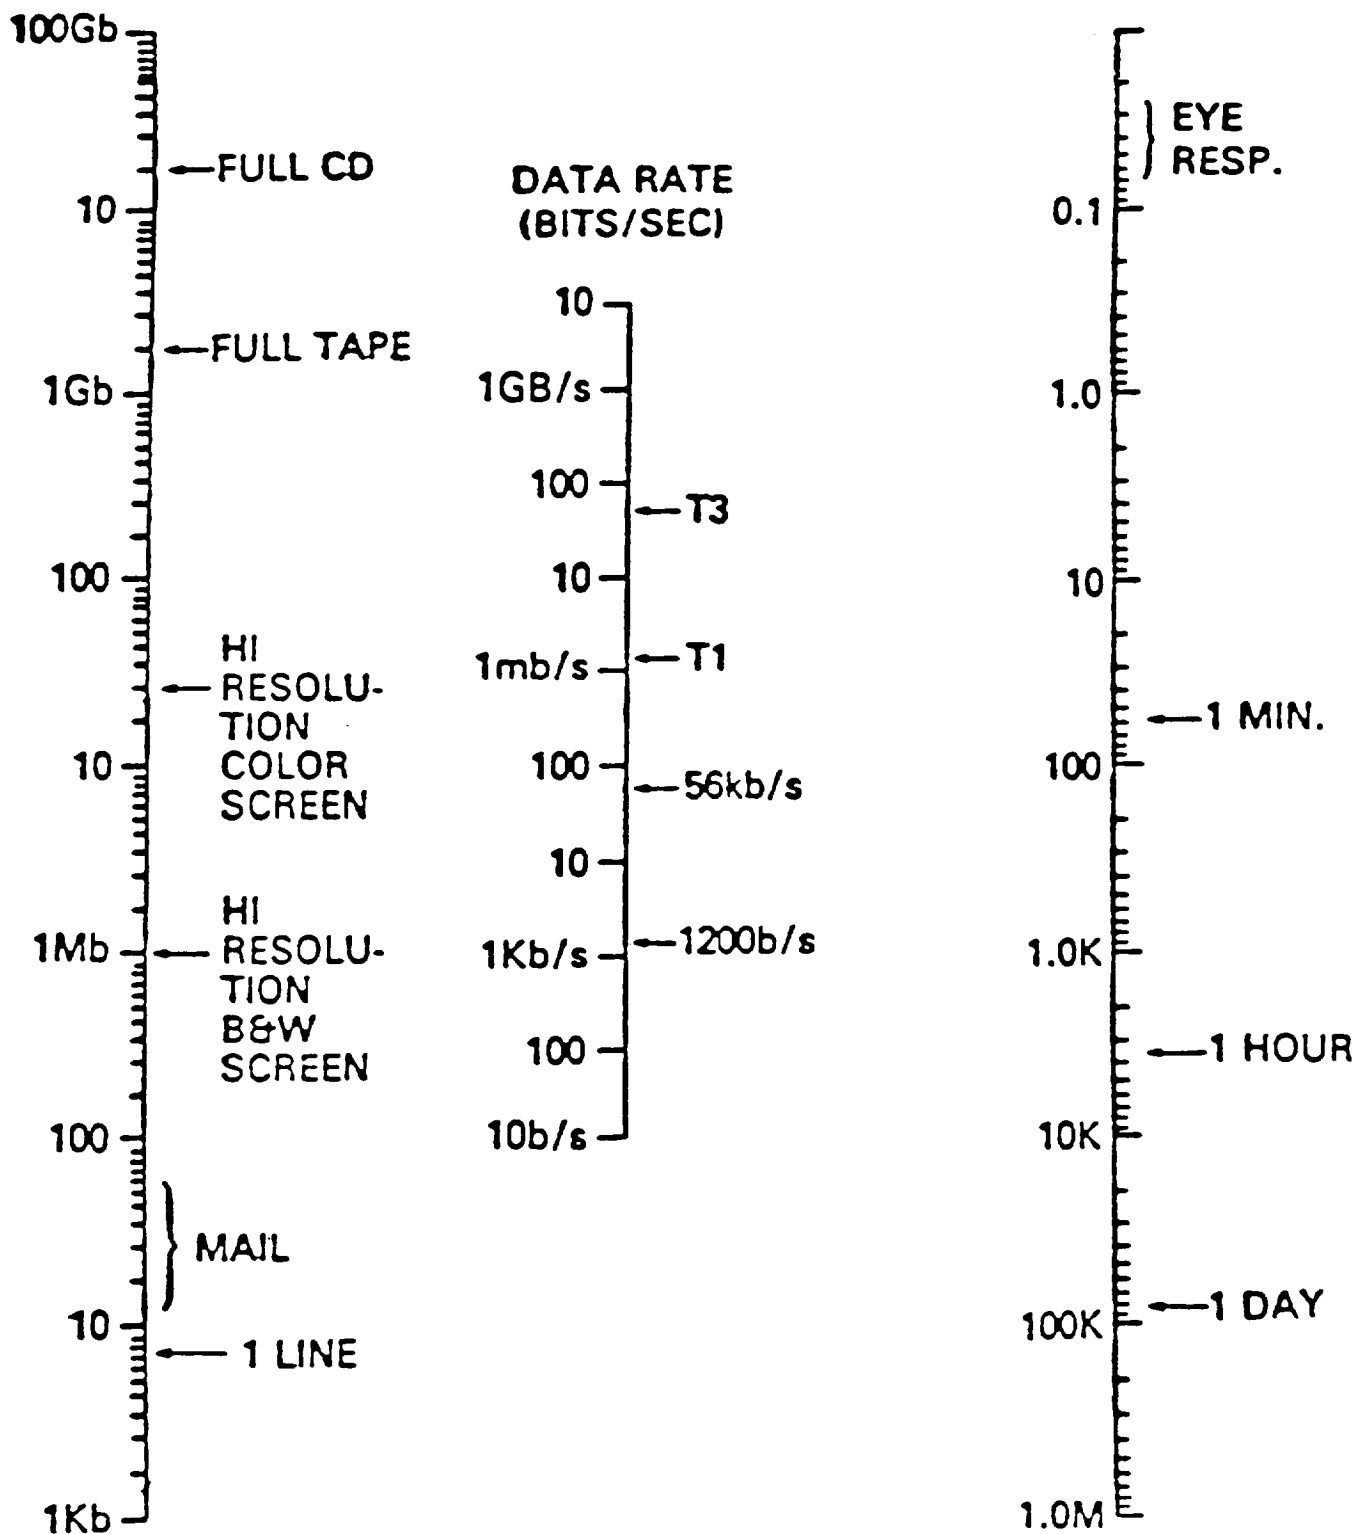 100Gb
FULL CD
10
FULL TAPE
1Gb
100
HI
RESOLU-
TION
COLOR
SCREEN
10
HI
RESOLU-
TION
B&W
SCREEN
1Mb
100
MAIL
10
1 LINE
1Kb
DATA RATE
(BITS/SEC)
10
1GB/s
100
T3
10
T1
1mb/s
100
56kb/s
10
1200b/s
1Kb/s
100
10b/s
EYE
RESP.
0.1
1.0
10
1 MIN.
100
1.0K
1 HOUR
10K
1 DAY
100K
1.0M